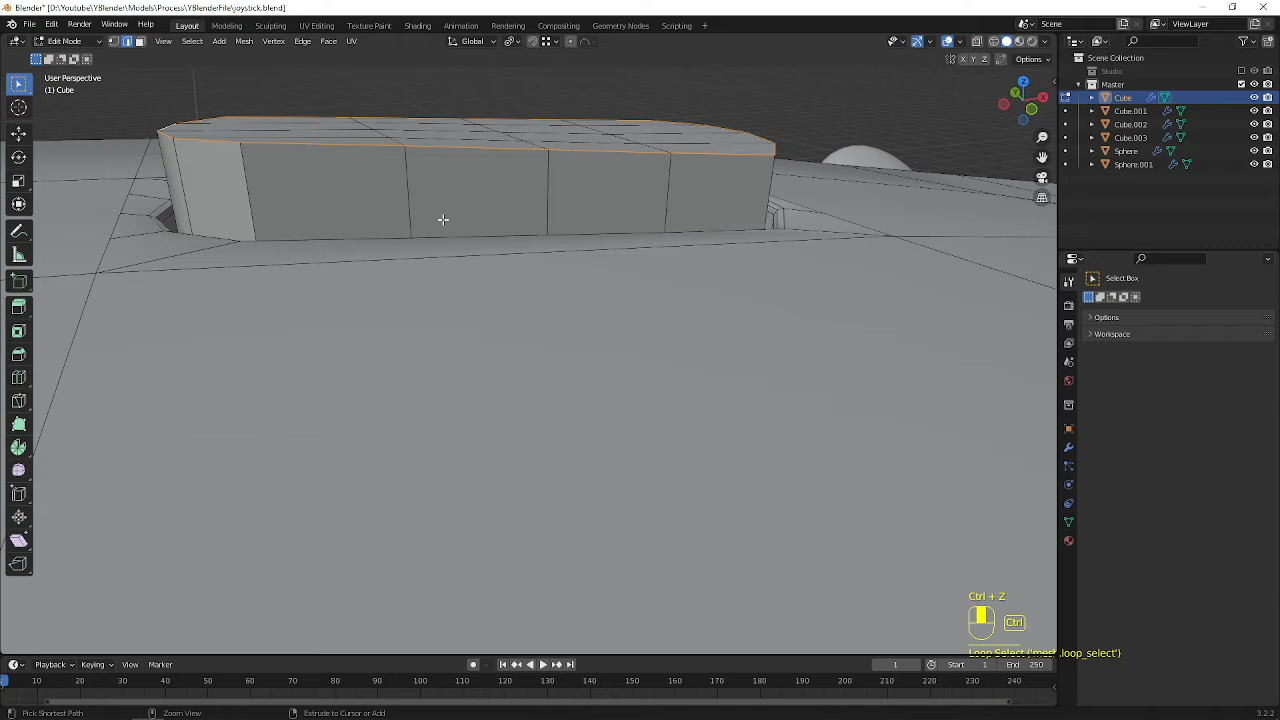 Blender* [D:\Youtube\YBlender\Models\Process\YBlenderFile\joystick.blend]
File Edit Render Window Help Layout Modeling Sculpting UV Editing Texture Paint Shading Animation Rendering Compositing Geometry Nodes Scripting + Scene ViewLayer
Edit Mode View Select Add Mesh Vertex Edge Face UV Global
X Y Z Options
User Perspective
(1) Cube
Scene Collection
Studio
Master
Cube
Cube.001
Cube.002
Cube.003
Sphere
Sphere.001
Select Box
Options
Workspace
Ctrl + Z
Ctrl
Playback Keying View Marker 1 Start 1 End 250
10 20 30 40 50 60 70 80 90 100 110 120 130 140 150 160 170 180 190 200 210 220 230 240
Pick Shortest Path Zoom View Extrude to Cursor or Add 3.2.2